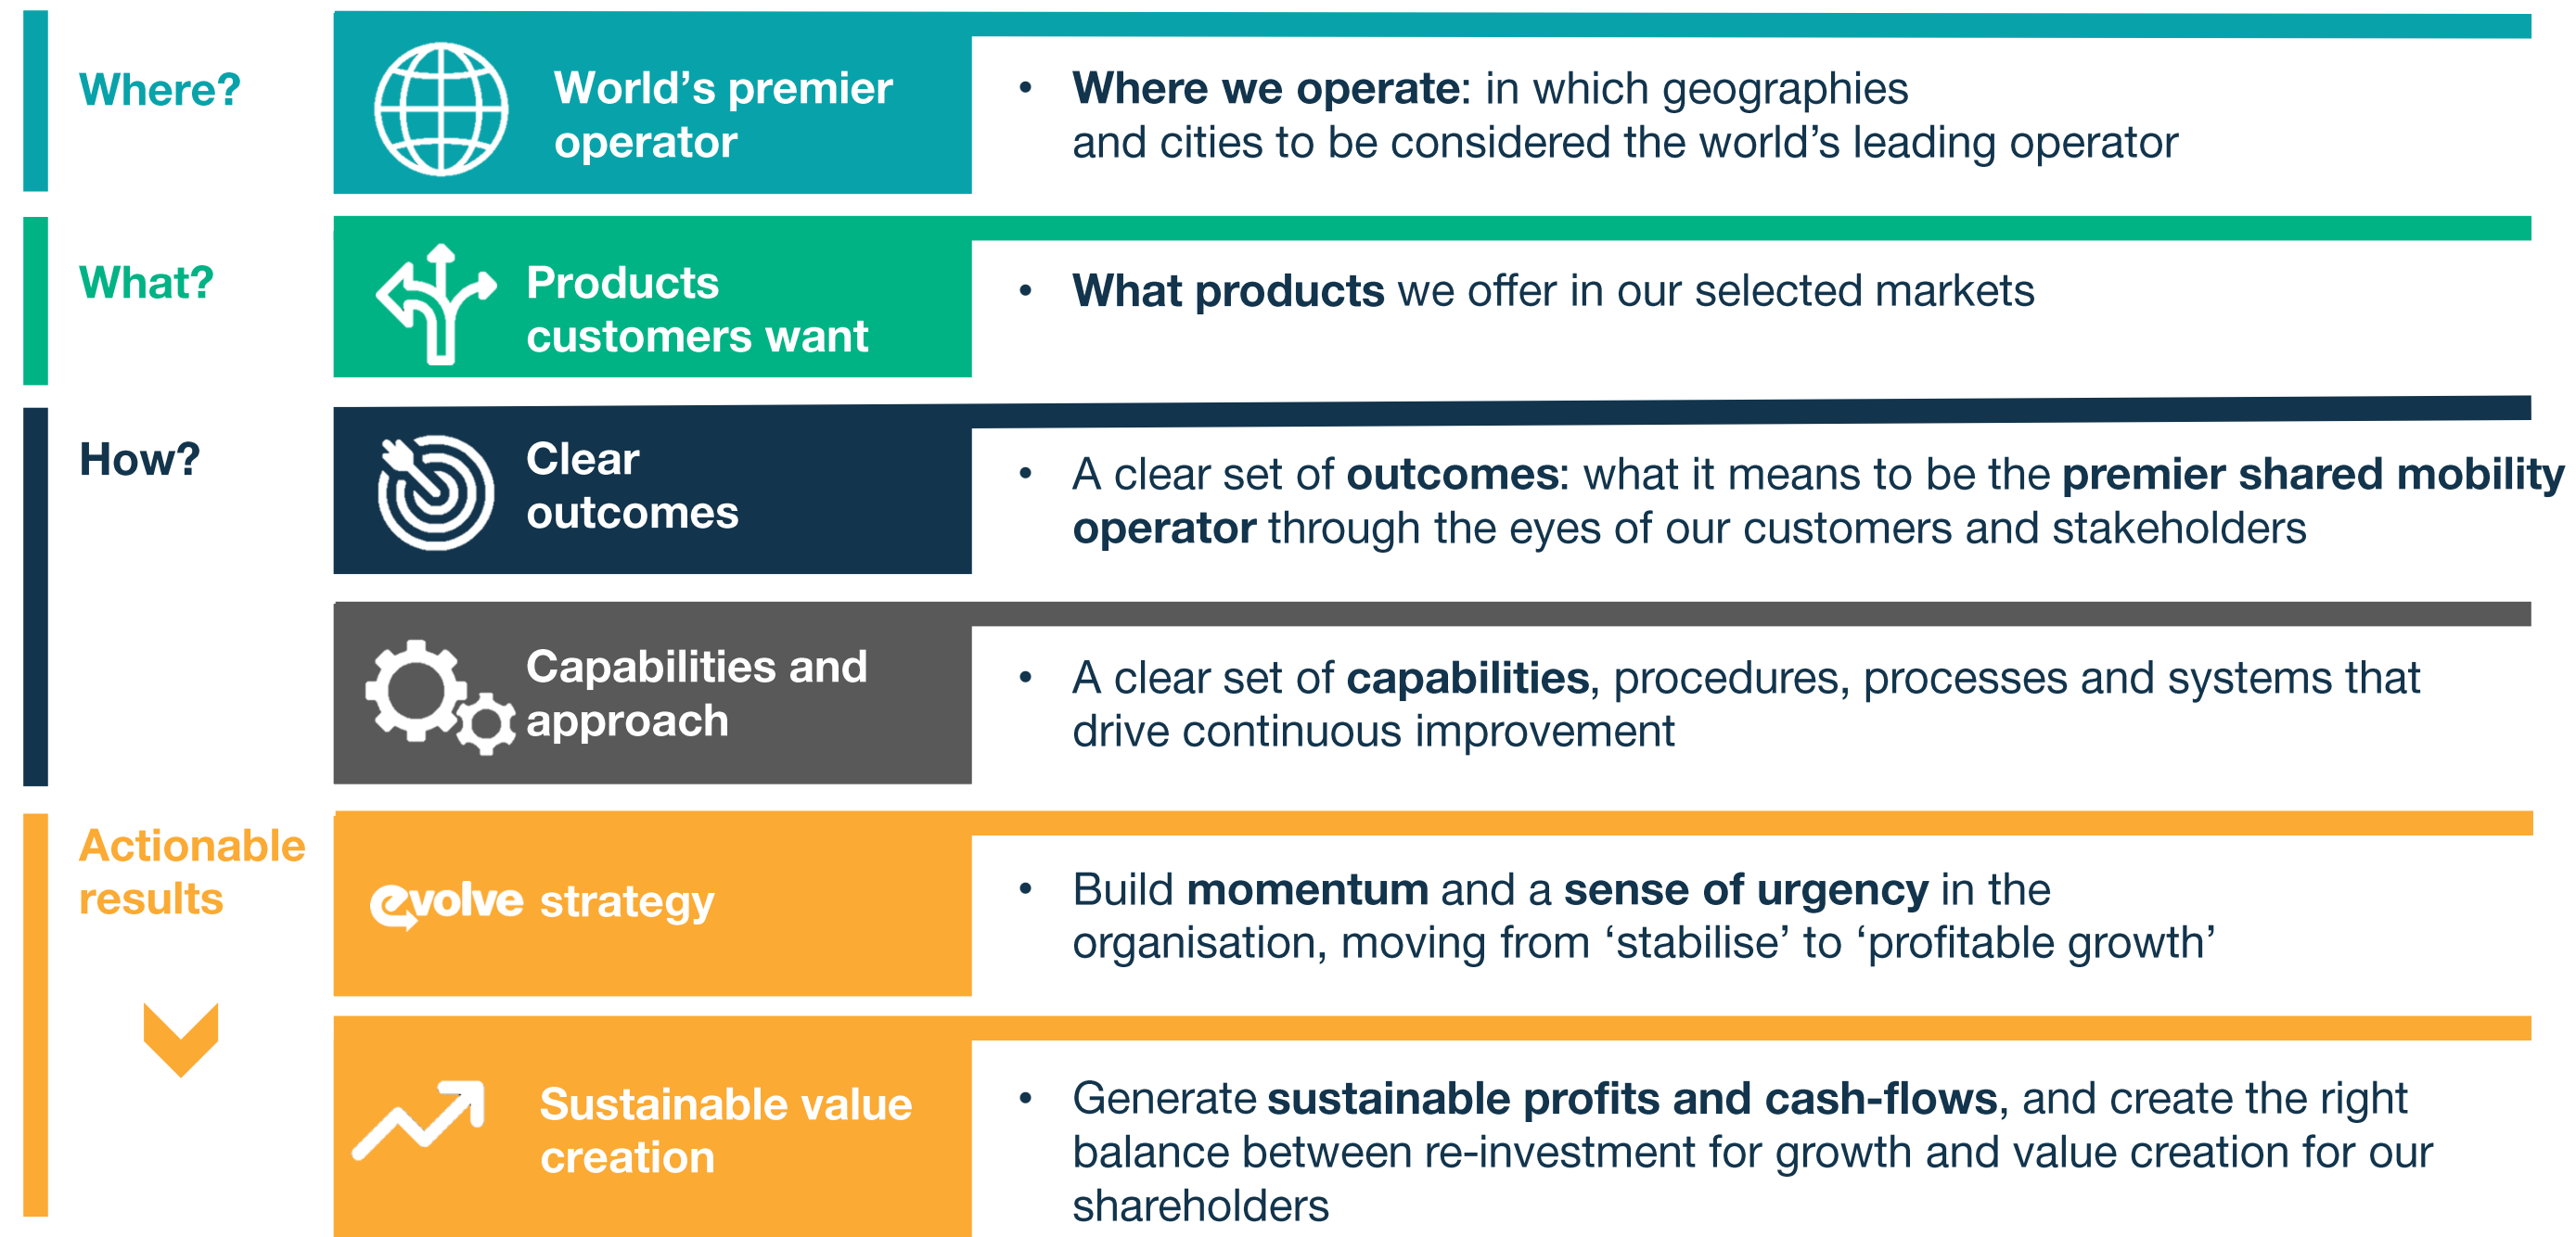 Where?
World’s premier
operator
• Where we operate: in which geographies
and cities to be considered the world’s leading operator
What?
Products
customers want
• What products we offer in our selected markets
How?
Clear
outcomes
• A clear set of outcomes: what it means to be the premier shared mobility
operator through the eyes of our customers and stakeholders
Capabilities and
approach
• A clear set of capabilities, procedures, processes and systems that
drive continuous improvement
Actionable
results
evolve strategy
• Build momentum and a sense of urgency in the
organisation, moving from ‘stabilise’ to ‘profitable growth’
Sustainable value
creation
• Generate sustainable profits and cash-flows, and create the right
balance between re-investment for growth and value creation for our
shareholders